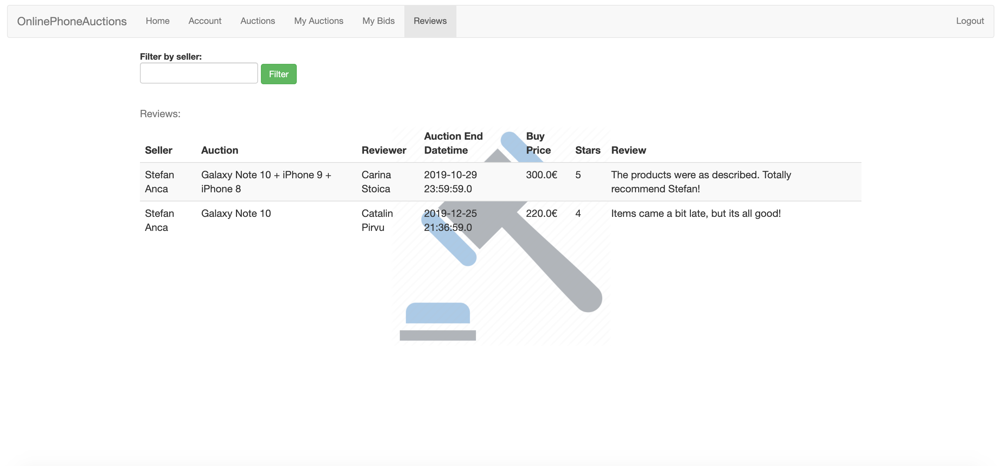 OnlinePhoneAuctions Home Account Auctions My Auctions My Bids Reviews Logout
Filter by seller:
Filter
Reviews:
Seller Auction Reviewer Auction End Datetime Buy Price Stars Review
Stefan Anca Galaxy Note 10 + iPhone 9 + iPhone 8 Carina Stoica 2019-10-29 23:59:59.0 300.0€ 5 The products were as described. Totally recommend Stefan!
Stefan Anca Galaxy Note 10 Catalin Pirvu 2019-12-25 21:36:59.0 220.0€ 4 Items came a bit late, but its all good!